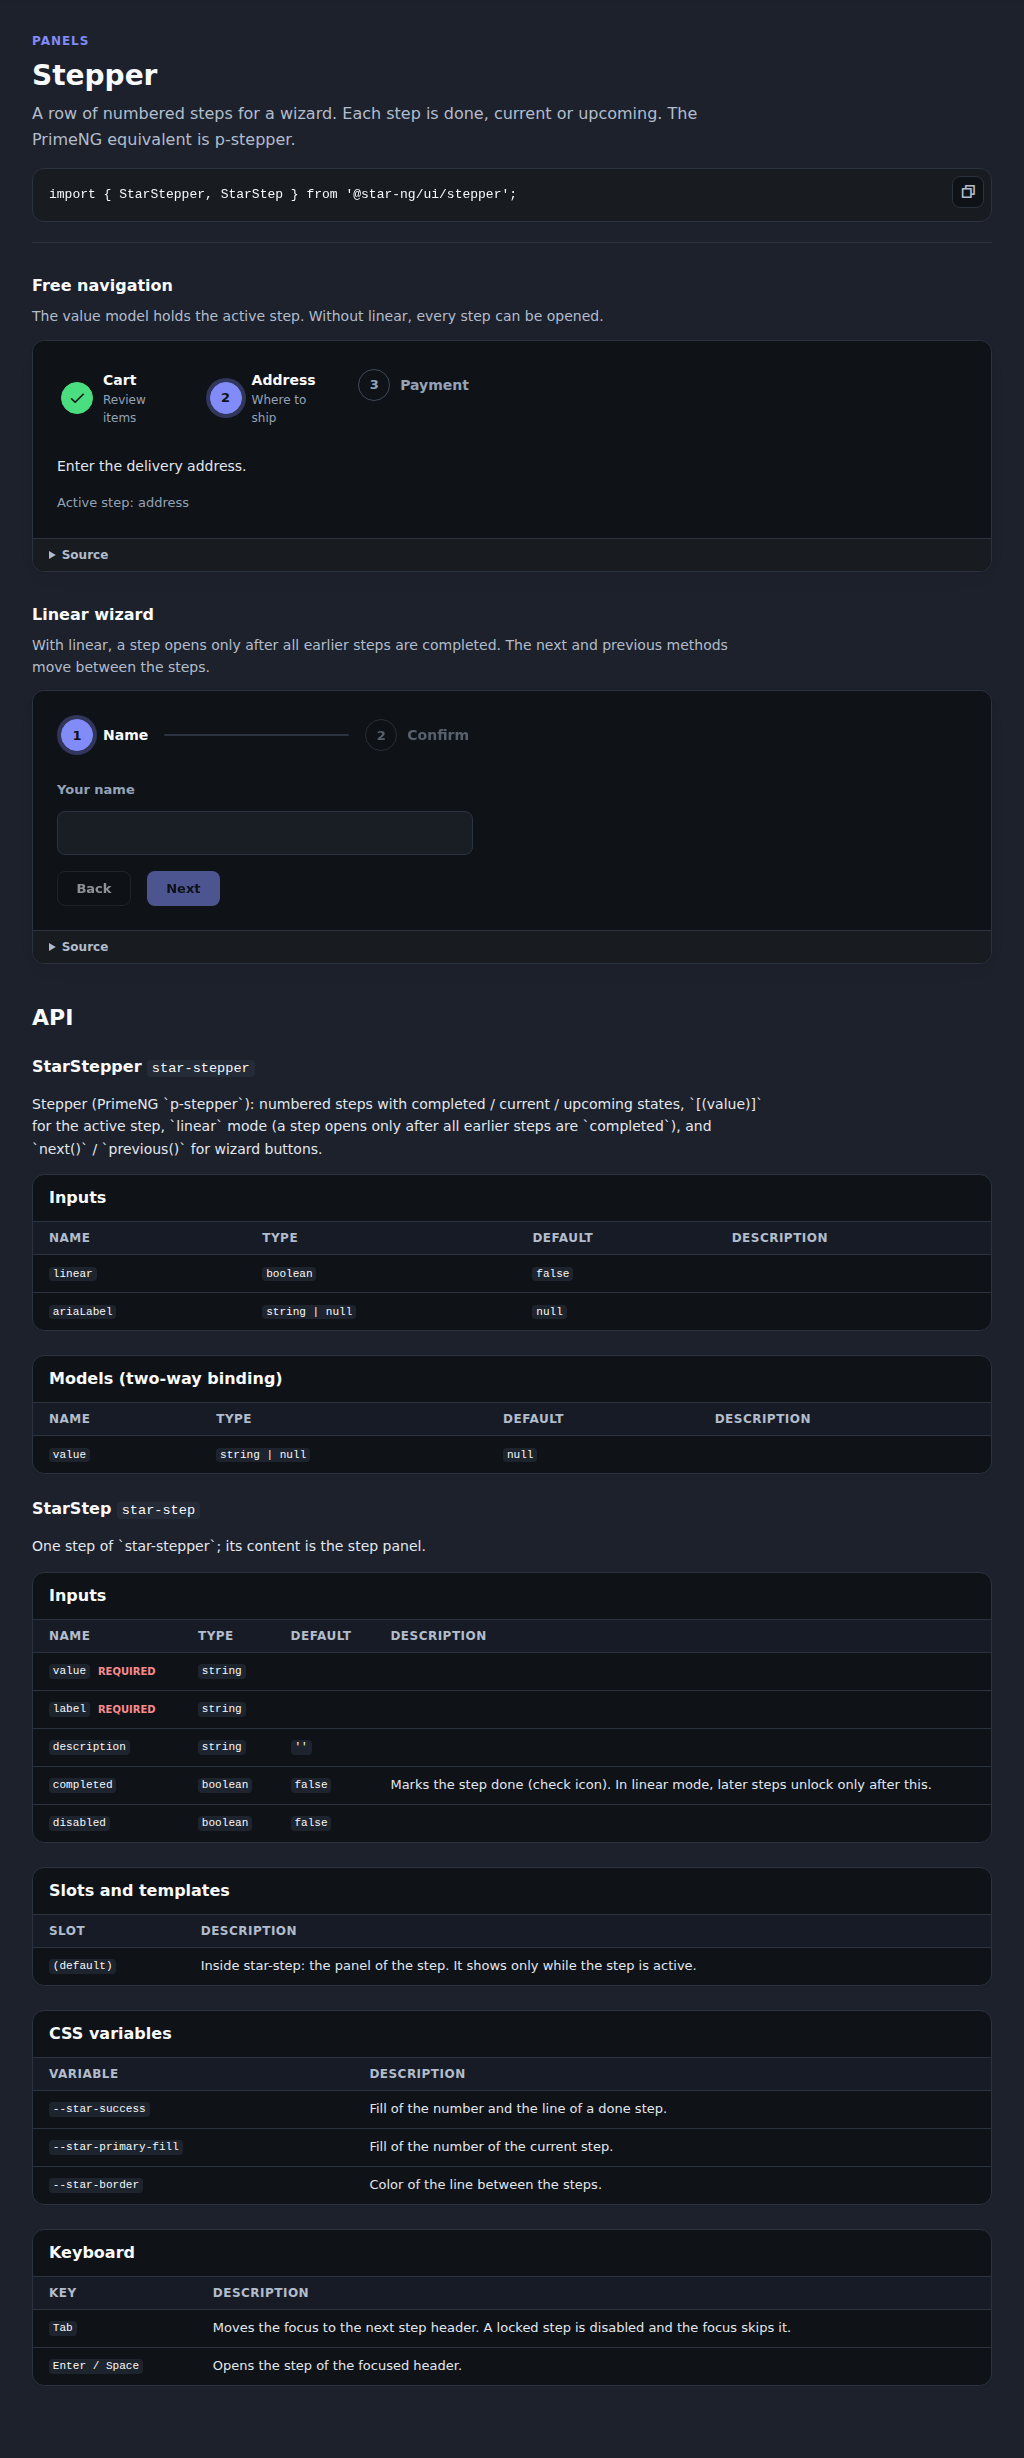 PANELS
Stepper
A row of numbered steps for a wizard. Each step is done, current or upcoming. The
PrimeNG equivalent is p-stepper.
import { StarStepper, StarStep } from '@star-ng/ui/stepper';
Free navigation
The value model holds the active step. Without linear, every step can be opened.
Cart
Review
items
2
Address
Where to
ship
3
Payment
Enter the delivery address.
Active step: address
Source
Linear wizard
With linear, a step opens only after all earlier steps are completed. The next and previous methods
move between the steps.
1 Name 2 Confirm
Your name
Back Next
Source
API
StarStepper star-stepper
Stepper (PrimeNG `p-stepper`): numbered steps with completed / current / upcoming states, `[(value)]`
for the active step, `linear` mode (a step opens only after all earlier steps are `completed`), and
`next()` / `previous()` for wizard buttons.
Inputs
NAME TYPE DEFAULT DESCRIPTION
linear boolean false
ariaLabel string | null null
Models (two-way binding)
NAME TYPE DEFAULT DESCRIPTION
value string | null null
StarStep star-step
One step of `star-stepper`; its content is the step panel.
Inputs
NAME TYPE DEFAULT DESCRIPTION
value REQUIRED string
label REQUIRED string
description string ''
completed boolean false Marks the step done (check icon). In linear mode, later steps unlock only after this.
disabled boolean false
Slots and templates
SLOT DESCRIPTION
(default) Inside star-step: the panel of the step. It shows only while the step is active.
CSS variables
VARIABLE DESCRIPTION
--star-success Fill of the number and the line of a done step.
--star-primary-fill Fill of the number of the current step.
--star-border Color of the line between the steps.
Keyboard
KEY DESCRIPTION
Tab Moves the focus to the next step header. A locked step is disabled and the focus skips it.
Enter / Space Opens the step of the focused header.